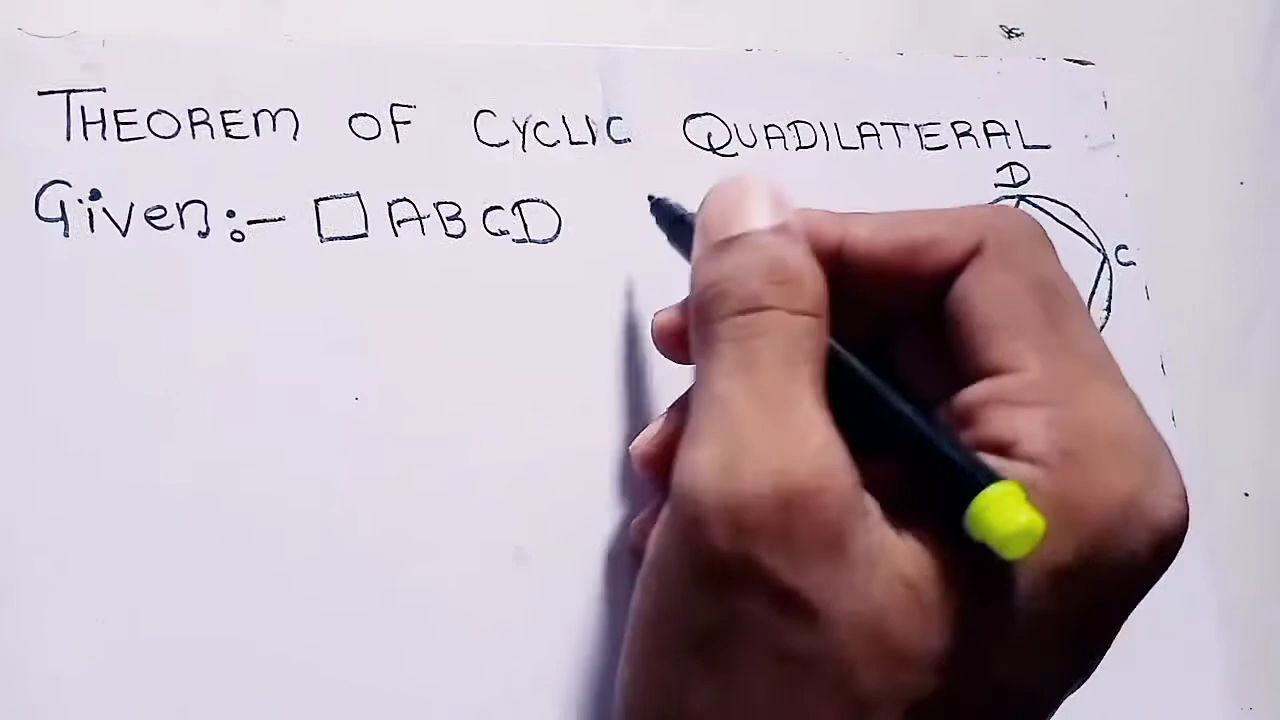 THEOREM OF CYCLIC QUADILATERAL
Given :- □ ABCD
D
C